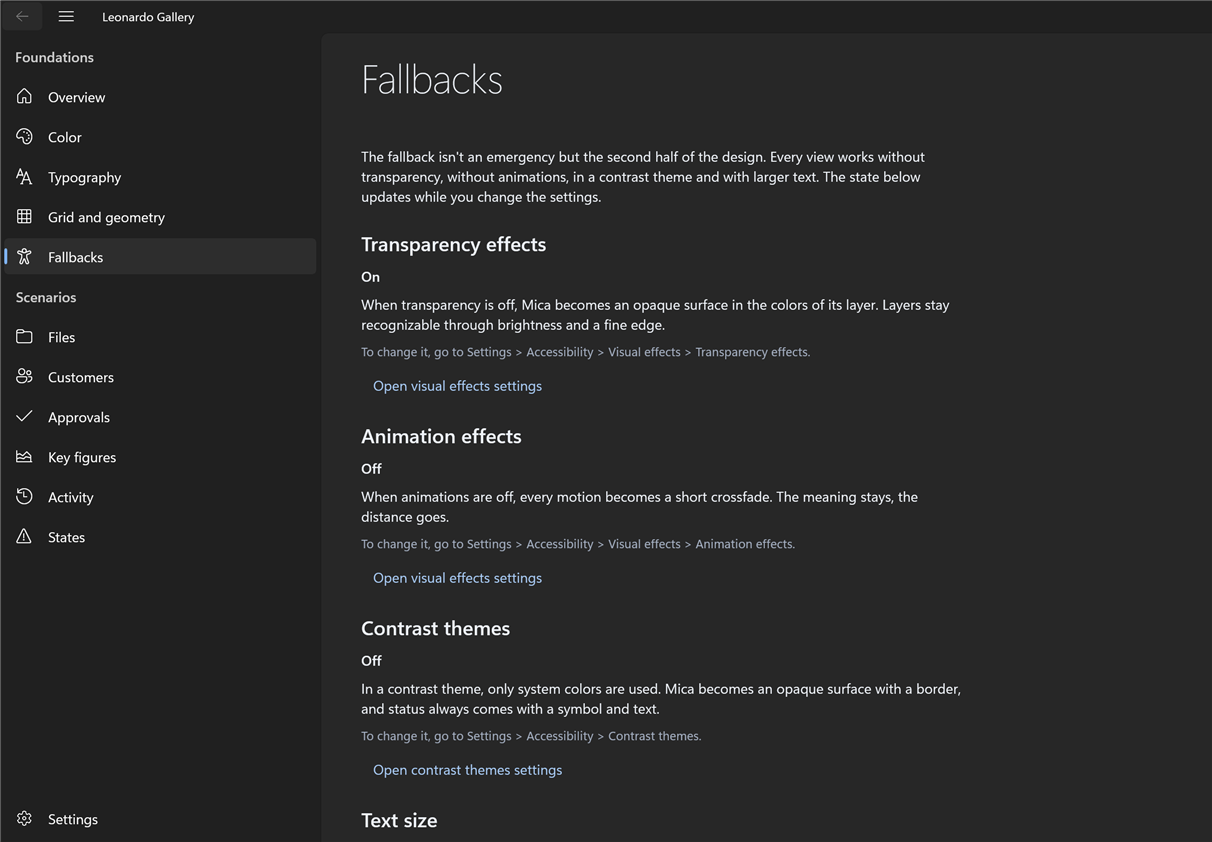 Leonardo Gallery
Foundations
Overview
Color
Typography
Grid and geometry
Fallbacks
Scenarios
Files
Customers
Approvals
Key figures
Activity
States
Settings
Fallbacks
The fallback isn't an emergency but the second half of the design. Every view works without
transparency, without animations, in a contrast theme and with larger text. The state below
updates while you change the settings.
Transparency effects
On
When transparency is off, Mica becomes an opaque surface in the colors of its layer. Layers stay
recognizable through brightness and a fine edge.
To change it, go to Settings > Accessibility > Visual effects > Transparency effects.
Open visual effects settings
Animation effects
Off
When animations are off, every motion becomes a short crossfade. The meaning stays, the
distance goes.
To change it, go to Settings > Accessibility > Visual effects > Animation effects.
Open visual effects settings
Contrast themes
Off
In a contrast theme, only system colors are used. Mica becomes an opaque surface with a border,
and status always comes with a symbol and text.
To change it, go to Settings > Accessibility > Contrast themes.
Open contrast themes settings
Text size